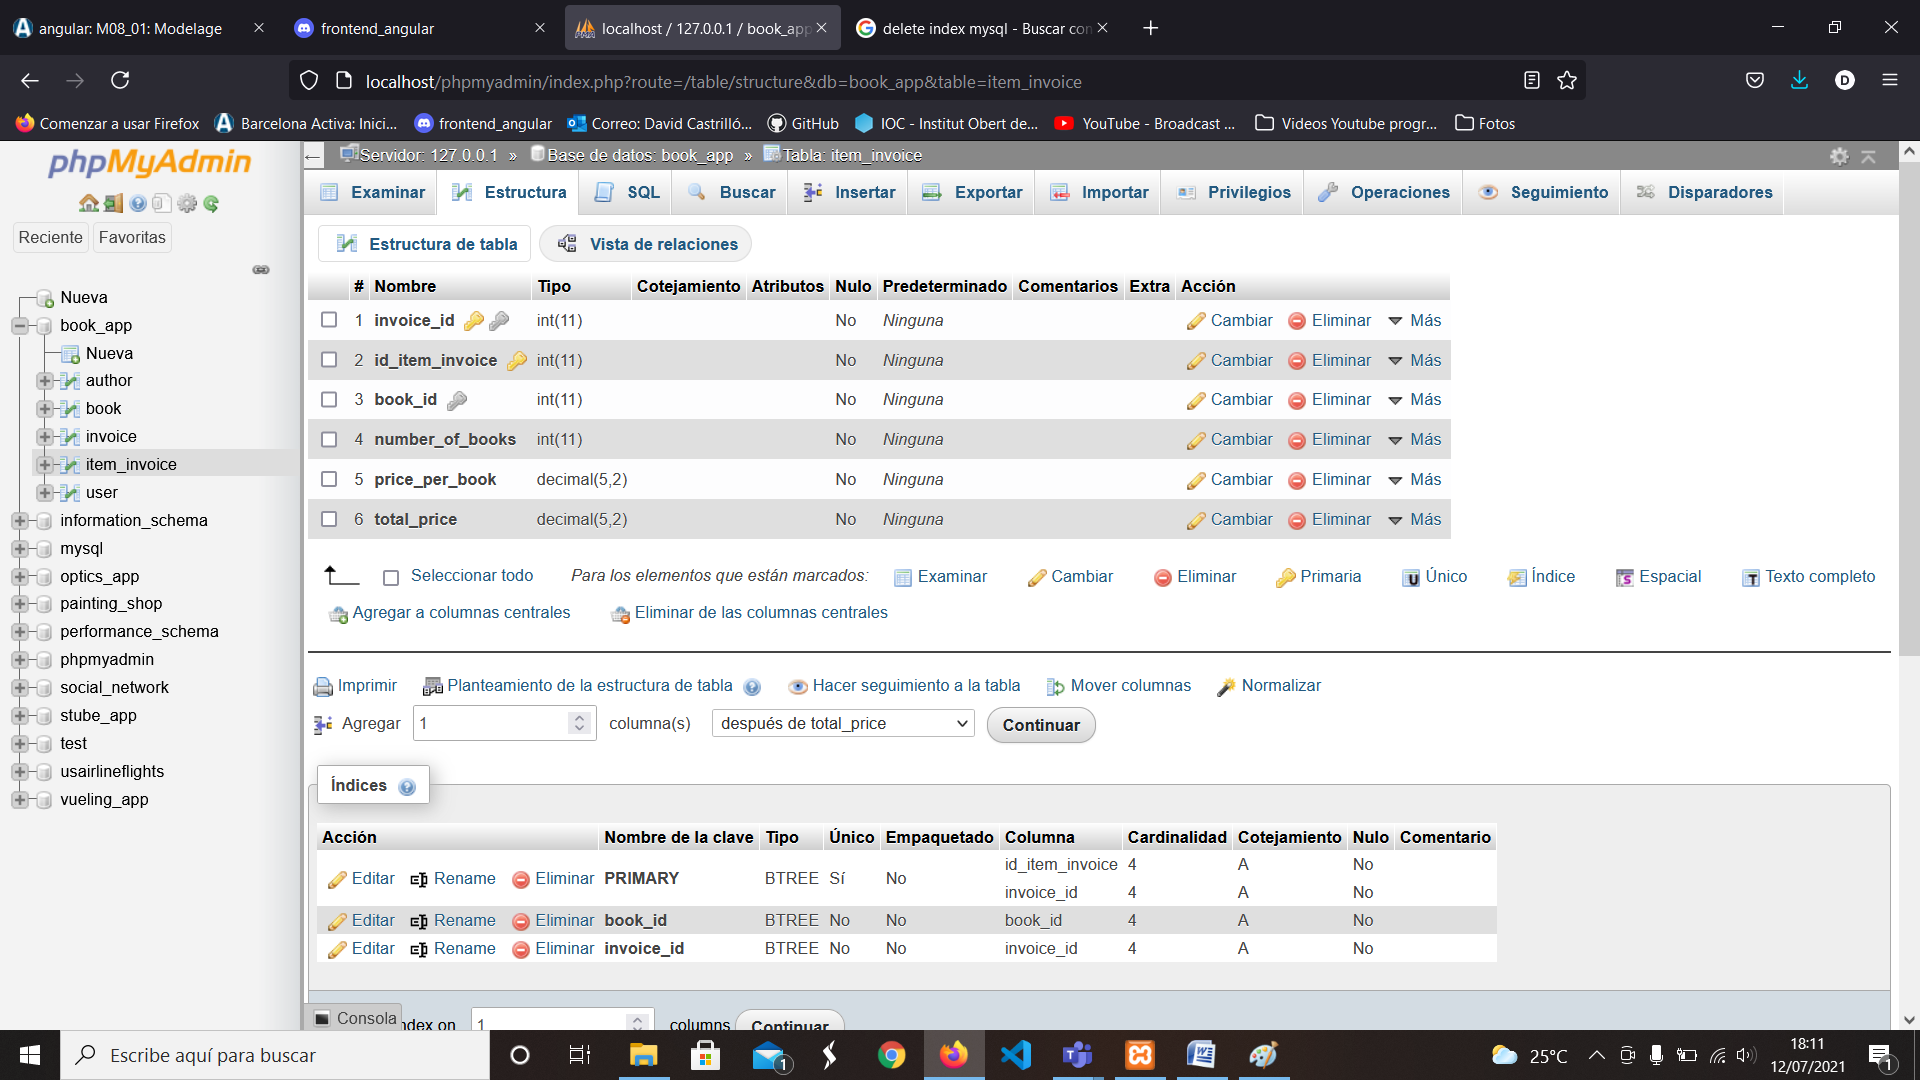 angular: M08_01: Modelage
frontend_angular
localhost / 127.0.0.1 / book_app
delete index mysql - Buscar con
localhost/phpmyadmin/index.php?route=/table/structure&db=book_app&table=item_invoice
D
Comenzar a usar Firefox
Barcelona Activa: Inici...
frontend_angular
Correo: David Castrilló...
GitHub
IOC - Institut Obert de...
YouTube - Broadcast ...
Videos Youtube progr...
Fotos
phpMyAdmin
Reciente
Favoritas
Nueva
book_app
Nueva
author
book
invoice
item_invoice
user
information_schema
mysql
optics_app
painting_shop
performance_schema
phpmyadmin
social_network
stube_app
test
usairlineflights
vueling_app
Servidor: 127.0.0.1 » Base de datos: book_app » Tabla: item_invoice
Examinar Estructura SQL Buscar Insertar Exportar Importar Privilegios Operaciones Seguimiento Disparadores
Estructura de tabla Vista de relaciones
# Nombre Tipo Cotejamiento Atributos Nulo Predeterminado Comentarios Extra Acción
1 invoice_id int(11) No Ninguna Cambiar Eliminar Más
2 id_item_invoice int(11) No Ninguna Cambiar Eliminar Más
3 book_id int(11) No Ninguna Cambiar Eliminar Más
4 number_of_books int(11) No Ninguna Cambiar Eliminar Más
5 price_per_book decimal(5,2) No Ninguna Cambiar Eliminar Más
6 total_price decimal(5,2) No Ninguna Cambiar Eliminar Más
Seleccionar todo Para los elementos que están marcados: Examinar Cambiar Eliminar Primaria Único Índice Espacial Texto completo
Agregar a columnas centrales Eliminar de las columnas centrales
Imprimir Planteamiento de la estructura de tabla Hacer seguimiento a la tabla Mover columnas Normalizar
Agregar 1 columna(s) después de total_price Continuar
Índices
Acción Nombre de la clave Tipo Único Empaquetado Columna Cardinalidad Cotejamiento Nulo Comentario
Editar Rename Eliminar PRIMARY BTREE Sí No id_item_invoice 4 A No
invoice_id 4 A No
Editar Rename Eliminar book_id BTREE No No book_id 4 A No
Editar Rename Eliminar invoice_id BTREE No No invoice_id 4 A No
Consola
ndex on 1 columns Continuar
Escribe aquí para buscar
1
25°C
18:11
12/07/2021
1